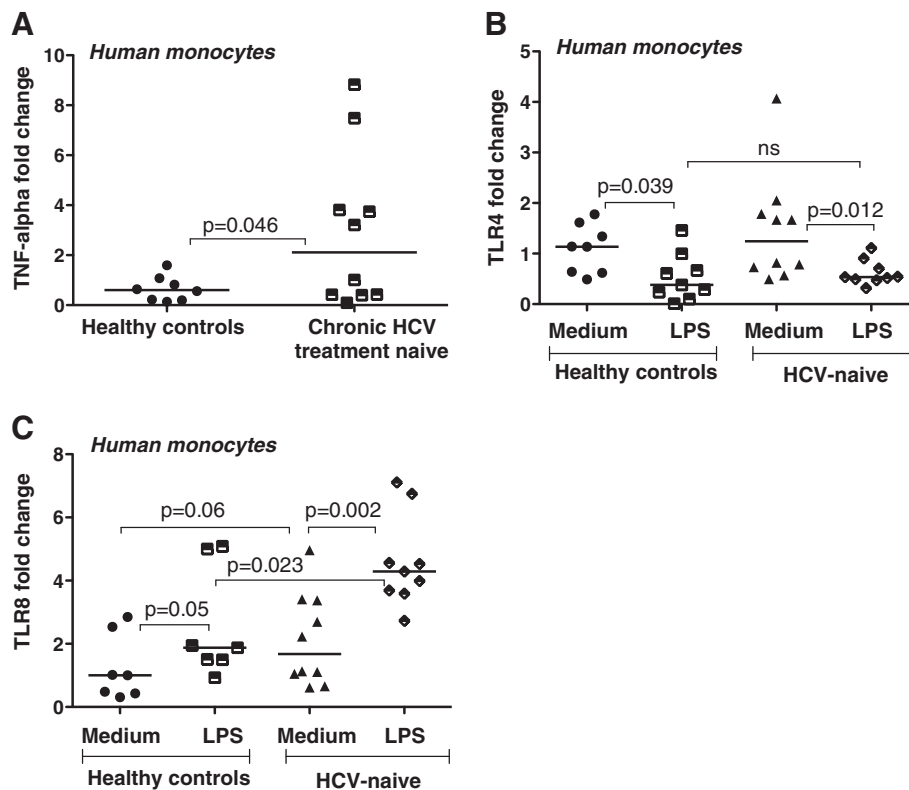 A
Human monocytes
TNF-alpha fold change
10
8
6
4
2
0
p=0.046
Healthy controls
Chronic HCV
treatment naive
B
Human monocytes
TLR4 fold change
5
4
3
2
1
0
ns
p=0.039
p=0.012
Medium LPS Medium LPS
Healthy controls HCV-naive
C
Human monocytes
TLR8 fold change
8
6
4
2
0
p=0.06 p=0.002
p=0.023
p=0.05
Medium LPS Medium LPS
Healthy controls HCV-naive